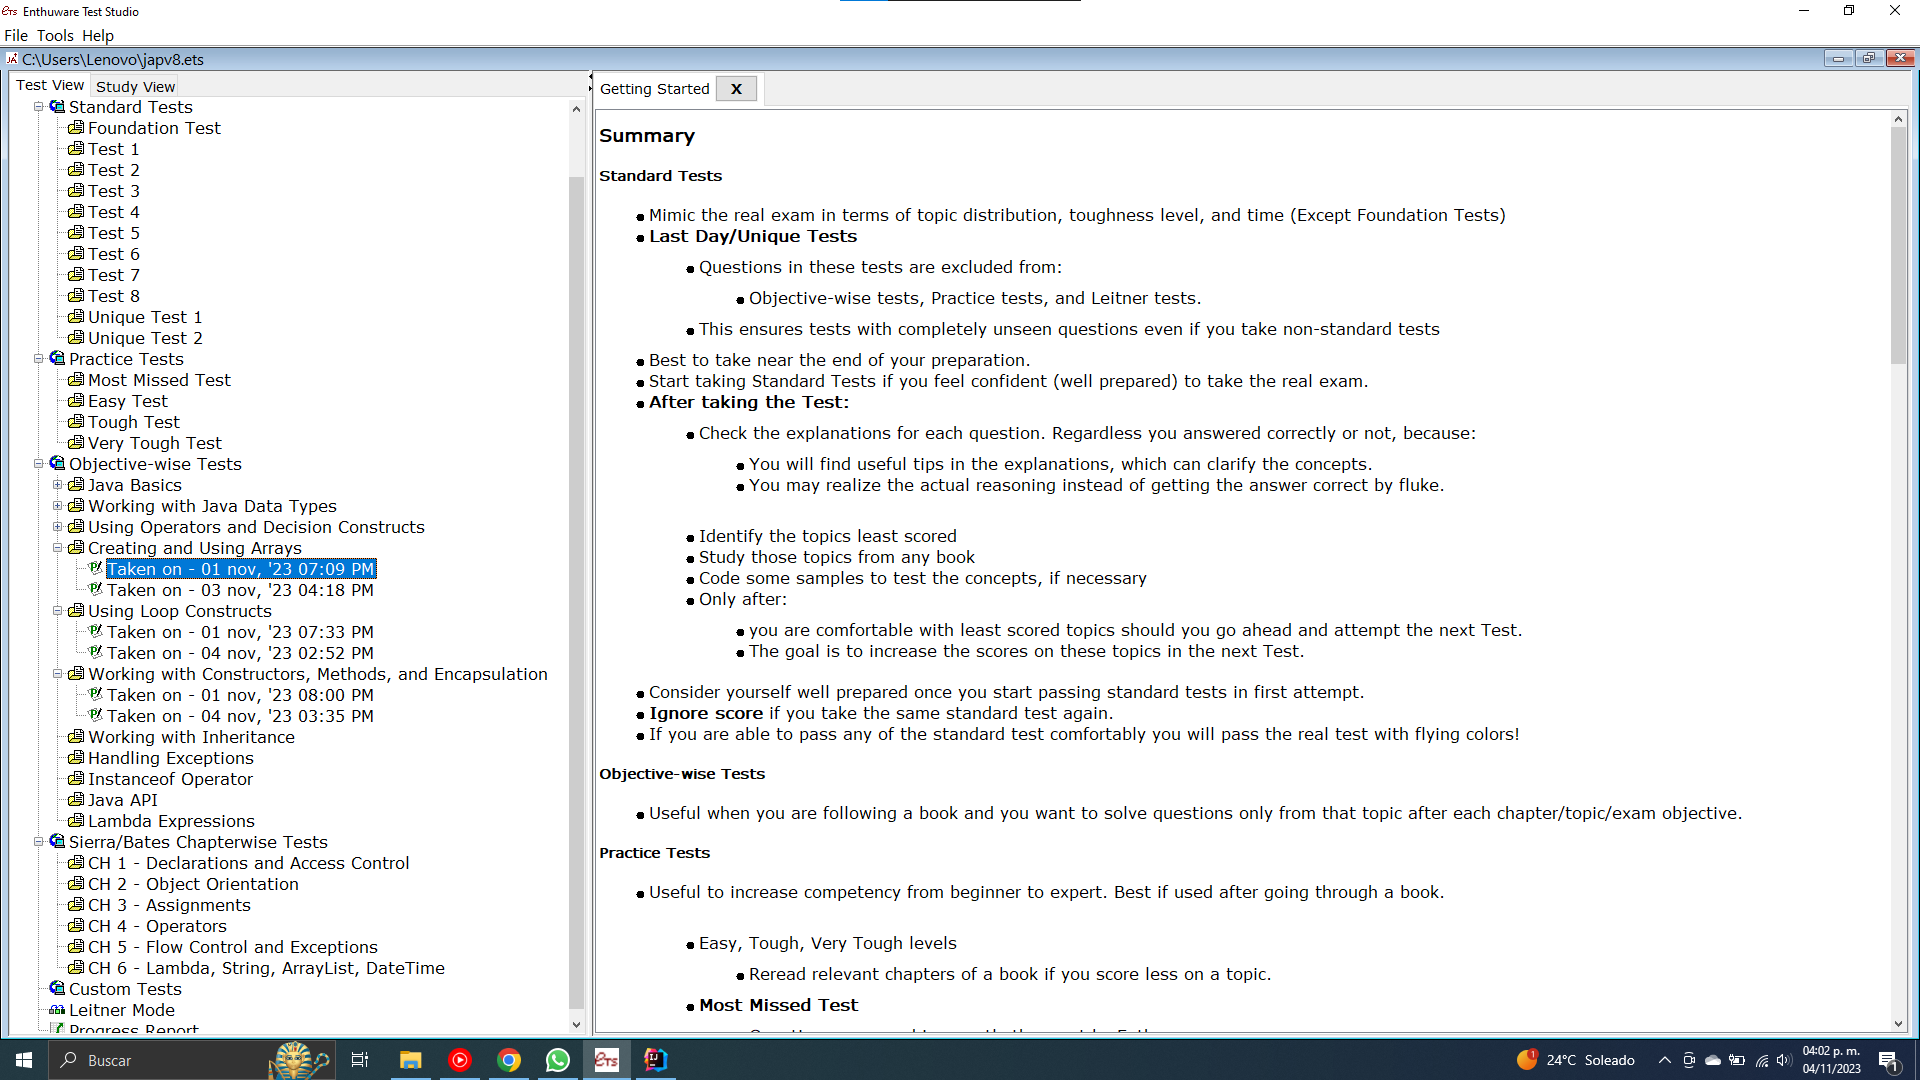 Enthuware Test Studio
File Tools Help
C:\Users\Lenovo\japv8.ets
Test View Study View
Standard Tests
Foundation Test
Test 1
Test 2
Test 3
Test 4
Test 5
Test 6
Test 7
Test 8
Unique Test 1
Unique Test 2
Practice Tests
Most Missed Test
Easy Test
Tough Test
Very Tough Test
Objective-wise Tests
Java Basics
Working with Java Data Types
Using Operators and Decision Constructs
Creating and Using Arrays
Taken on - 01 nov, '23 07:09 PM
Taken on - 03 nov, '23 04:18 PM
Using Loop Constructs
Taken on - 01 nov, '23 07:33 PM
Taken on - 04 nov, '23 02:52 PM
Working with Constructors, Methods, and Encapsulation
Taken on - 01 nov, '23 08:00 PM
Taken on - 04 nov, '23 03:35 PM
Working with Inheritance
Handling Exceptions
Instanceof Operator
Java API
Lambda Expressions
Sierra/Bates Chapterwise Tests
CH 1 - Declarations and Access Control
CH 2 - Object Orientation
CH 3 - Assignments
CH 4 - Operators
CH 5 - Flow Control and Exceptions
CH 6 - Lambda, String, ArrayList, DateTime
Custom Tests
Leitner Mode
Progress Report
Getting Started X
Summary
Standard Tests
Mimic the real exam in terms of topic distribution, toughness level, and time (Except Foundation Tests)
Last Day/Unique Tests
Questions in these tests are excluded from:
Objective-wise tests, Practice tests, and Leitner tests.
This ensures tests with completely unseen questions even if you take non-standard tests
Best to take near the end of your preparation.
Start taking Standard Tests if you feel confident (well prepared) to take the real exam.
After taking the Test:
Check the explanations for each question. Regardless you answered correctly or not, because:
You will find useful tips in the explanations, which can clarify the concepts.
You may realize the actual reasoning instead of getting the answer correct by fluke.
Identify the topics least scored
Study those topics from any book
Code some samples to test the concepts, if necessary
Only after:
you are comfortable with least scored topics should you go ahead and attempt the next Test.
The goal is to increase the scores on these topics in the next Test.
Consider yourself well prepared once you start passing standard tests in first attempt.
Ignore score if you take the same standard test again.
If you are able to pass any of the standard test comfortably you will pass the real test with flying colors!
Objective-wise Tests
Useful when you are following a book and you want to solve questions only from that topic after each chapter/topic/exam objective.
Practice Tests
Useful to increase competency from beginner to expert. Best if used after going through a book.
Easy, Tough, Very Tough levels
Reread relevant chapters of a book if you score less on a topic.
Most Missed Test
Buscar
ETS
IJ
1
24°C Soleado
04:02 p. m.
04/11/2023
1